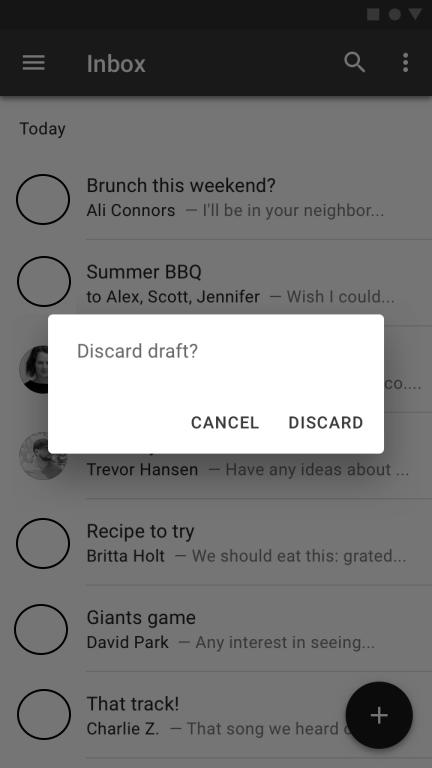 Inbox
Today
Brunch this weekend?
Ali Connors — I'll be in your neighbor...
Summer BBQ
to Alex, Scott, Jennifer — Wish I could...
Discard draft?
co....
CANCEL DISCARD
Trevor Hansen — Have any ideas about ...
Recipe to try
Britta Holt — We should eat this: grated...
Giants game
David Park — Any interest in seeing...
That track!
Charlie Z. — That song we heard